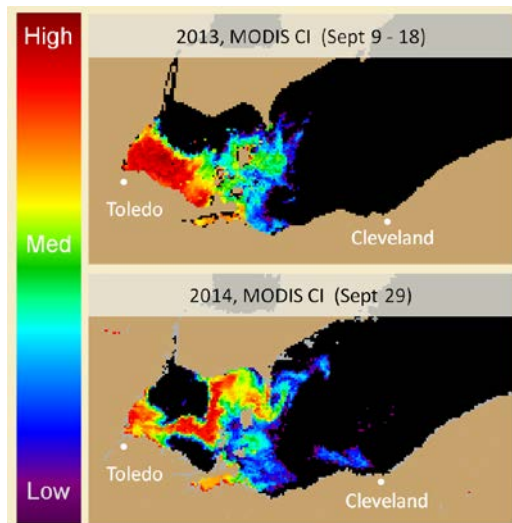 High
Med
Low
2013, MODIS CI (Sept 9 - 18)
Toledo
Cleveland
2014, MODIS CI (Sept 29)
Toledo
Cleveland